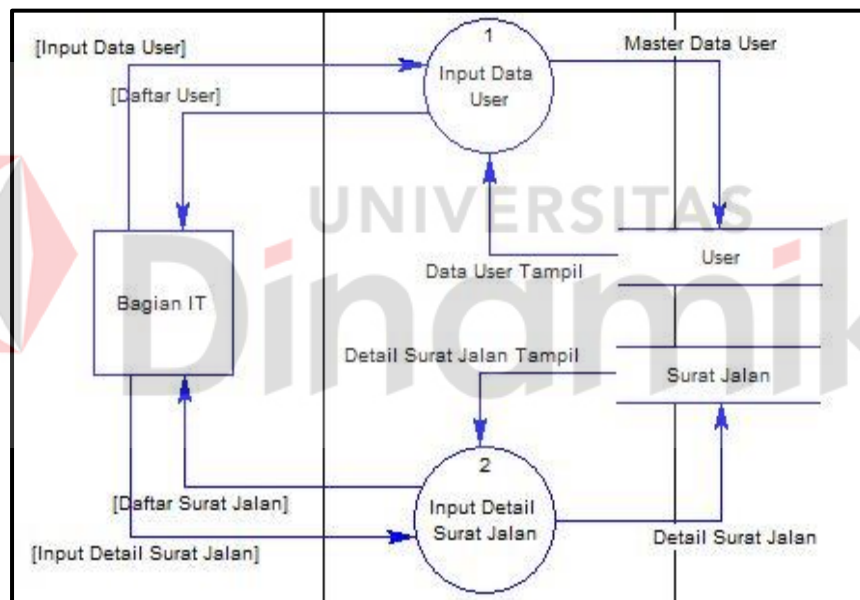 1
[Input Data User]
Master Data User
Input Data
User
[Daftar User]
UNIVERSITAS
Dinamik
User
Data User Tampil
Bagian IT
Detail Surat Jalan Tampil
Surat Jalan
2
[Daftar Surat Jalan]
Input Detail
Surat Jalan
[Input Detail Surat Jalan]
Detail Surat Jalan